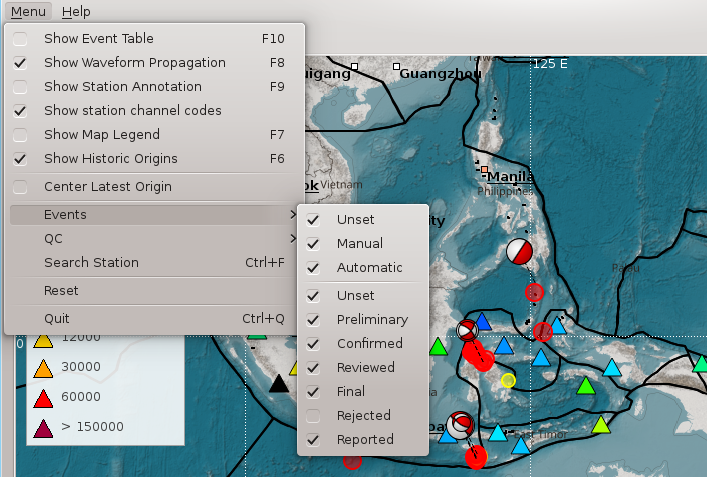 Menu Help
Show Event Table F10
Show Waveform Propagation F8
Show Station Annotation F9
Show station channel codes
Show Map Legend F7
Show Historic Origins F6
Center Latest Origin
Events
QC
Search Station Ctrl+F
Reset
Quit Ctrl+Q
Unset
Manual
Automatic
Unset
Preliminary
Confirmed
Reviewed
Final
Rejected
Reported
Guangzhou
125 E
Vietnam
Manila
Philippines
Palau
0
12000
30000
60000
> 150000
East Timor